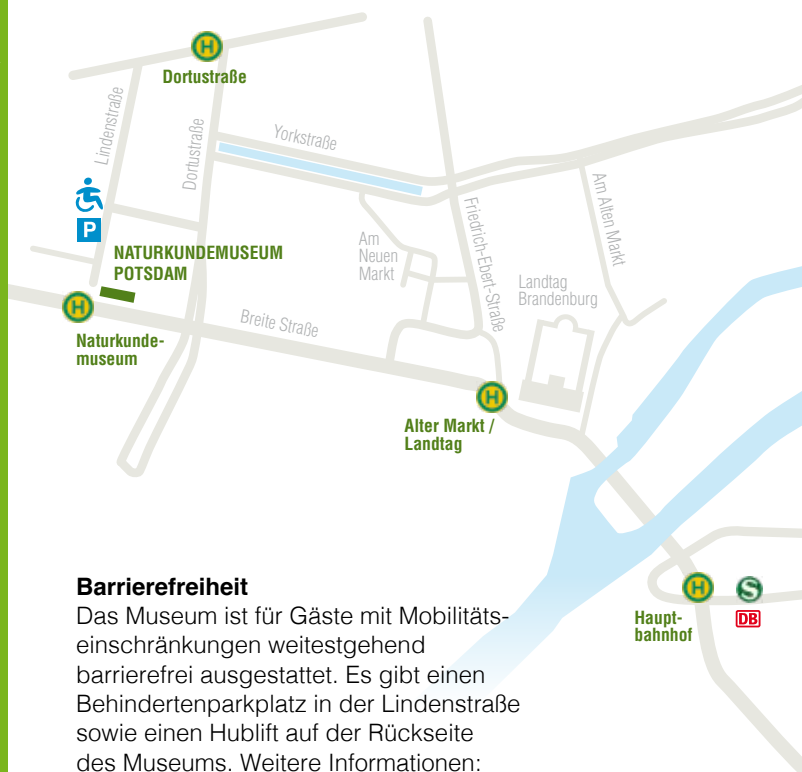 H
Dortustraße
Lindenstraße
Dortustraße
Yorkstraße
P
NATURKUNDEMUSEUM
POTSDAM
H
Naturkunde-
museum
Breite Straße
Am
Neuen
Markt
Friedrich-Ebert-Straße
Am Alten Markt
Landtag
Brandenburg
H
Alter Markt /
Landtag
H
S
Haupt-
bahnhof
DB
Barrierefreiheit
Das Museum ist für Gäste mit Mobilitäts-
einschränkungen weitestgehend
barrierefrei ausgestattet. Es gibt einen
Behindertenparkplatz in der Lindenstraße
sowie einen Hublift auf der Rückseite
des Museums. Weitere Informationen: